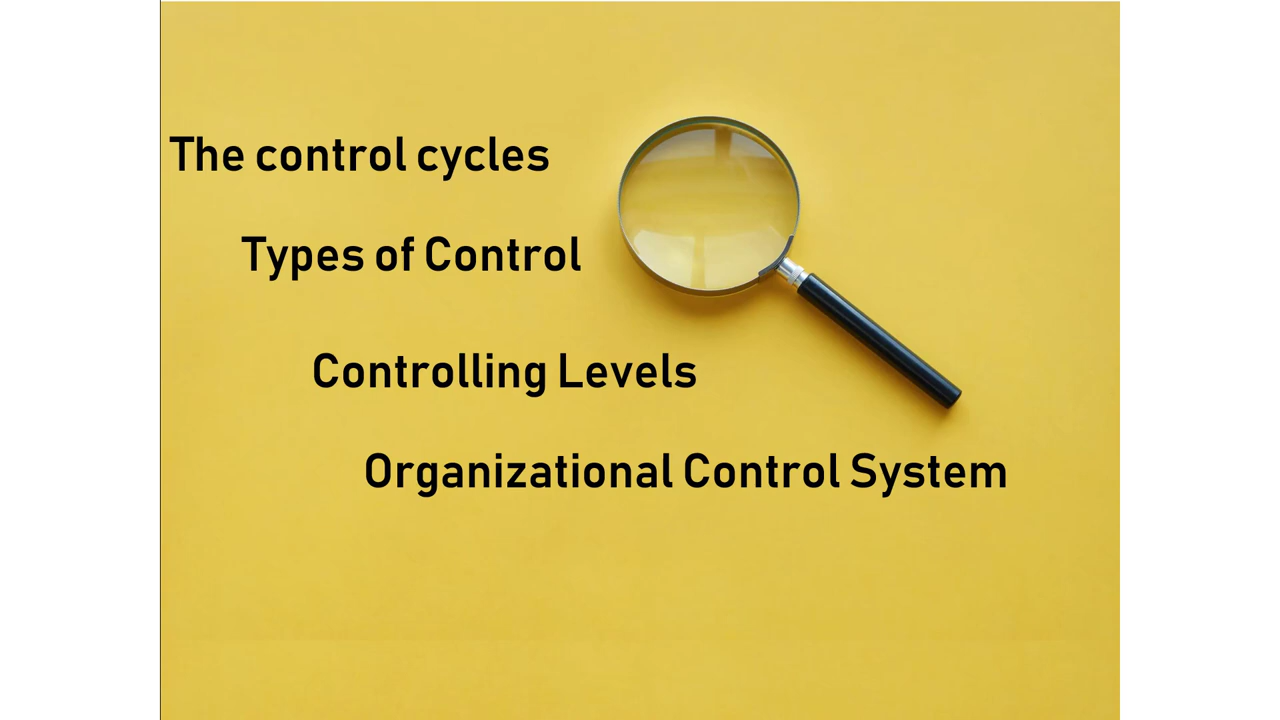 The control cycles
Types of Control
Controlling Levels
Organizational Control System